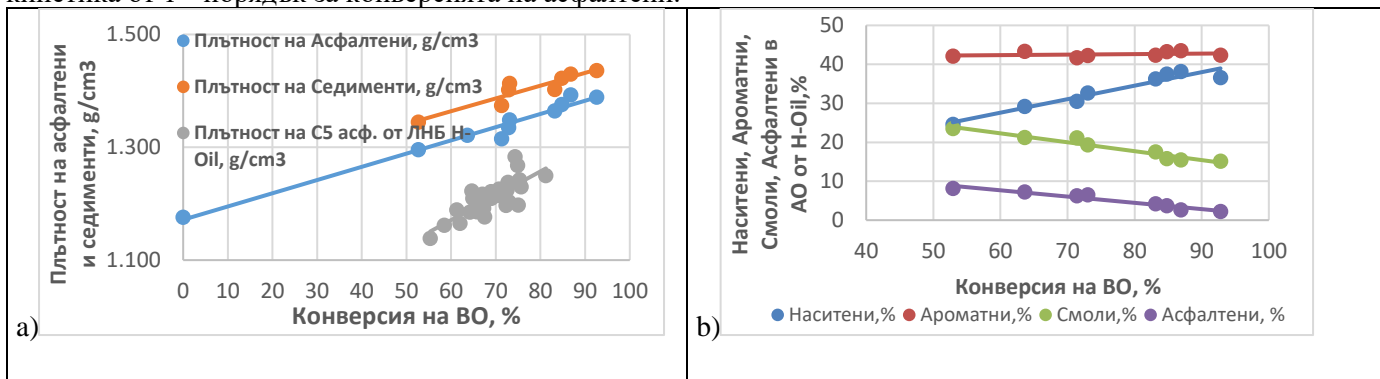 кинетика от 1ви порядък за конверсията на асфалтени.
1.500
1.300
1.100
Плътност на асфалтени
и седименти, g/cm3
Плътност на Асфалтени, g/cm3
Плътност на Седименти, g/cm3
Плътност на C5 асф. от ЛНБ H-
Oil, g/cm3
0 10 20 30 40 50 60 70 80 90 100
Конверсия на ВО, %
a)
50
40
30
20
10
0
Наситени, Ароматни,
Смоли, Асфалтени в
АО от H-Oil,%
40 50 60 70 80 90 100
Конверсия на ВО, %
Наситени,% Ароматни,% Смоли,% Асфалтени, %
b)